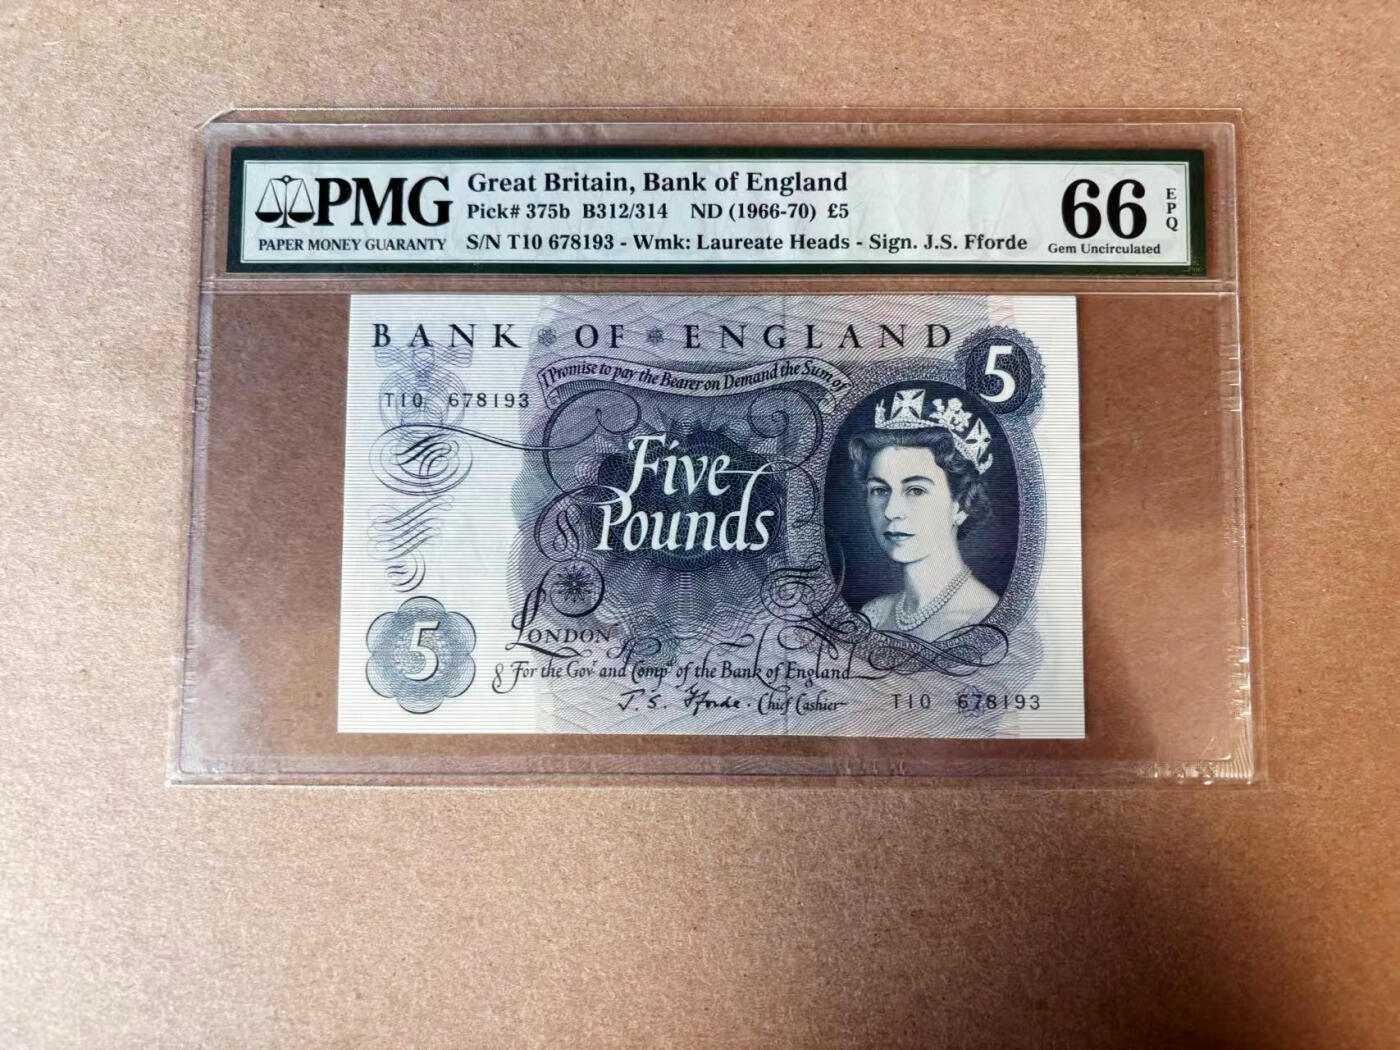 PMG
PAPER MONEY GUARANTY
Great Britain, Bank of England
Pick# 375b B312/314 ND (1966-70) £5
S/N T10 678193 - Wmk: Laureate Heads - Sign. J.S. Fforde
66
EPQ
Gem Uncirculated
BANK OF ENGLAND
5
I Promise to pay the Bearer on Demand the Sum of
T10 678193
Five
Pounds
5
LONDON
For the Govr and Compa of the Bank of England
J. S. Fforde. Chief Cashier
T10 678193